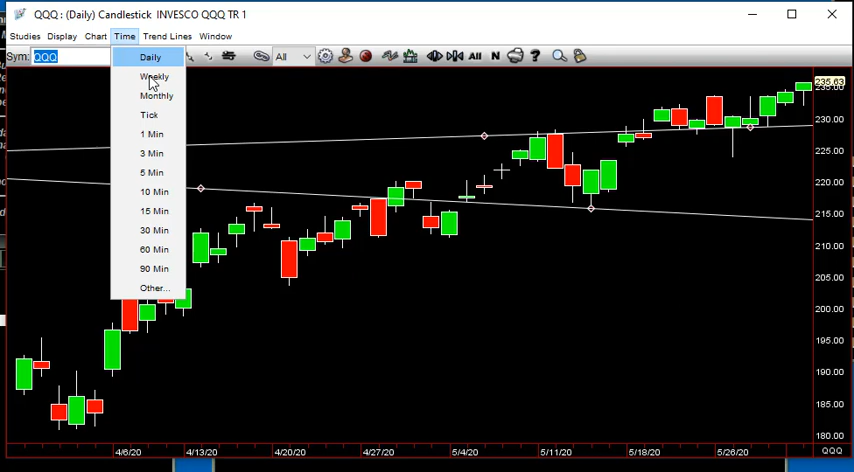 QQQ : (Daily) Candlestick INVESCO QQQ TR 1
Studies Display Chart Time Trend Lines Window
Sym: QQQ All All N ?
Daily
Weekly
Monthly
Tick
1 Min
3 Min
5 Min
10 Min
15 Min
30 Min
60 Min
90 Min
Other...
235.63
235.00
230.00
225.00
220.00
215.00
210.00
205.00
200.00
195.00
190.00
185.00
180.00
4/6/20 4/13/20 4/20/20 4/27/20 5/4/20 5/11/20 5/18/20 5/26/20 QQQ